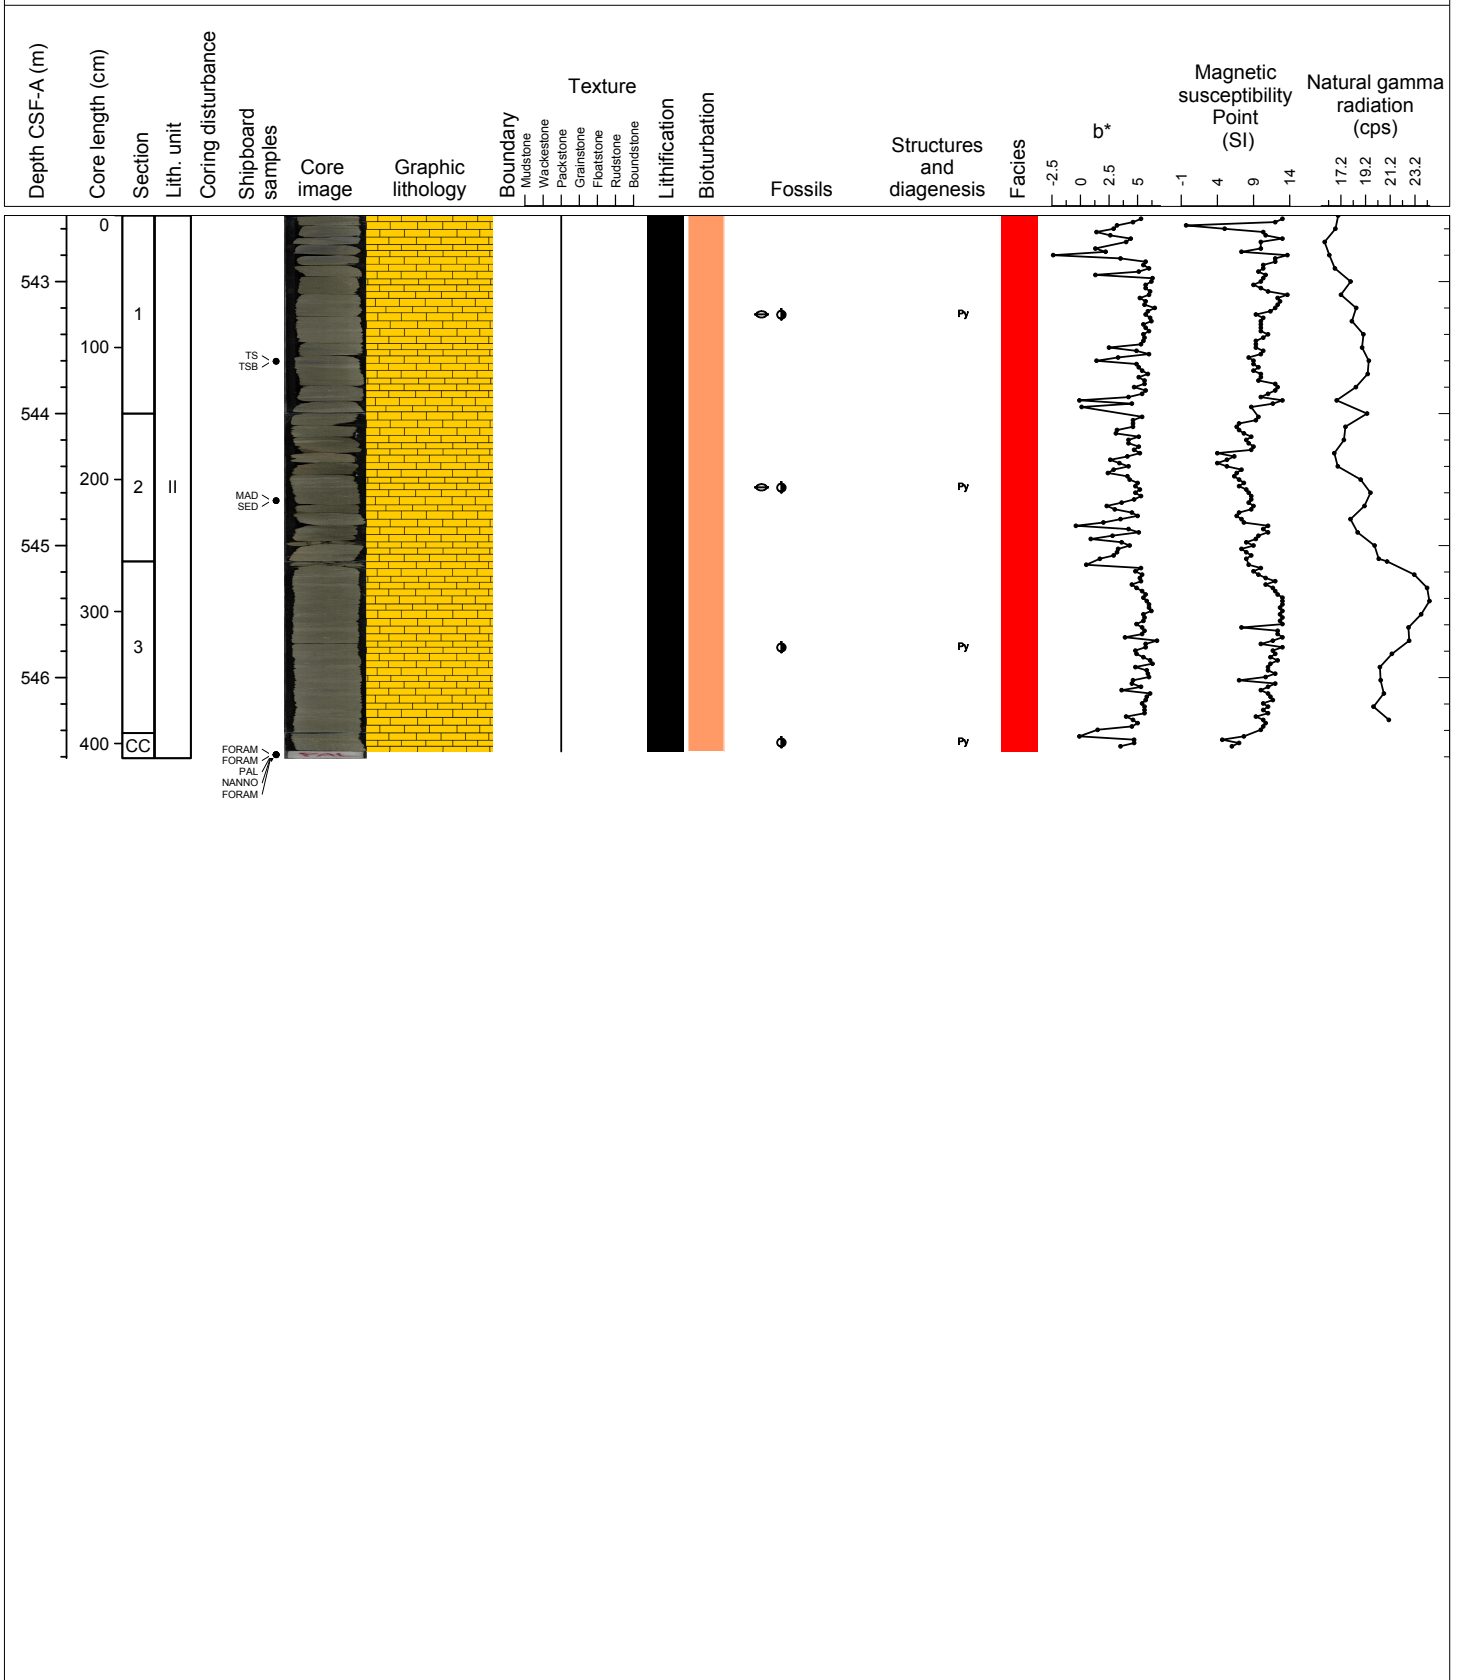 Depth CSF-A (m)
Core length (cm)
Section
Lith. unit
Coring disturbance
Shipboard
samples
Core
image
Graphic
lithology
Boundary
Texture
Mudstone
Wackestone
Packstone
Grainstone
Floatstone
Rudstone
Boundstone
Lithification
Bioturbation
Fossils
Structures
and
diagenesis
Facies
b*
-2.5
0
2.5
5
Magnetic
susceptibility
Point
(SI)
-1
4
9
14
Natural gamma
radiation
(cps)
17.2
19.2
21.2
23.2
0
543
1
Py
100
TS
TSB
544
200
2
II
Py
MAD
SED
545
300
3
Py
546
400
CC
Py
FORAM
FORAM
PAL
NANNO
FORAM
PAL